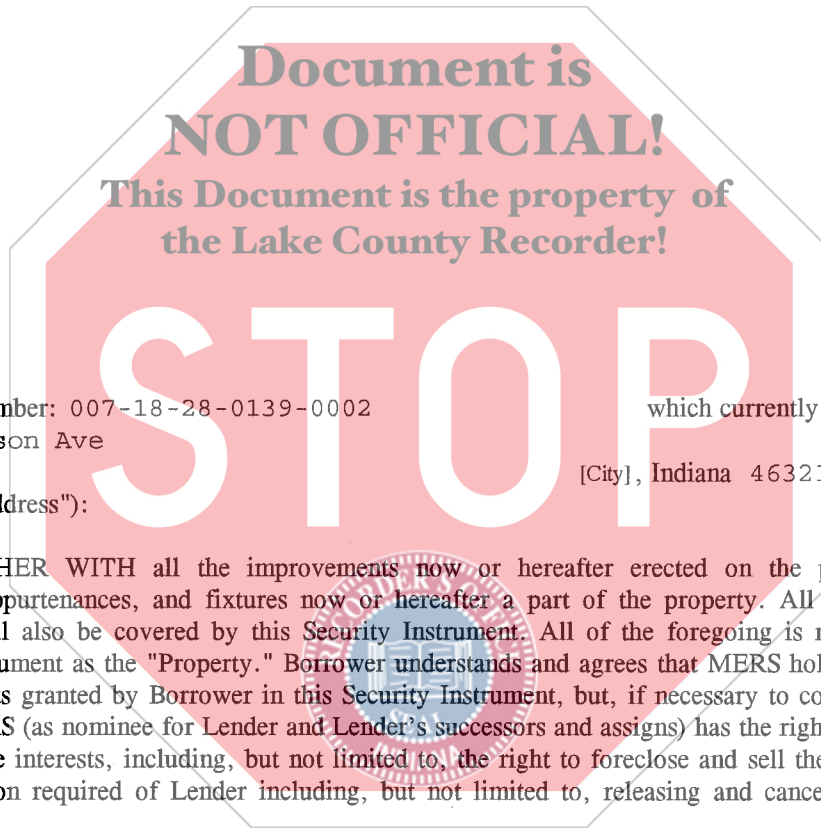 Document is
NOT OFFICIAL!
This Document is the property of
the Lake County Recorder!
STOP
mber: 007-18-28-0139-0002 which currently
son Ave
[City], Indiana 46321
ddress"):
HER WITH all the improvements now or hereafter erected on the p
ppurtenances, and fixtures now or hereafter a part of the property. All
l also be covered by this Security Instrument. All of the foregoing is
ument as the "Property." Borrower understands and agrees that MERS hol
s granted by Borrower in this Security Instrument, but, if necessary to co
S (as nominee for Lender and Lender's successors and assigns) has the righ
e interests, including, but not limited to, the right to foreclose and sell the
on required of Lender including, but not limited to, releasing and cance
RECORDER'S OFFICE
SEAL
INDIANA